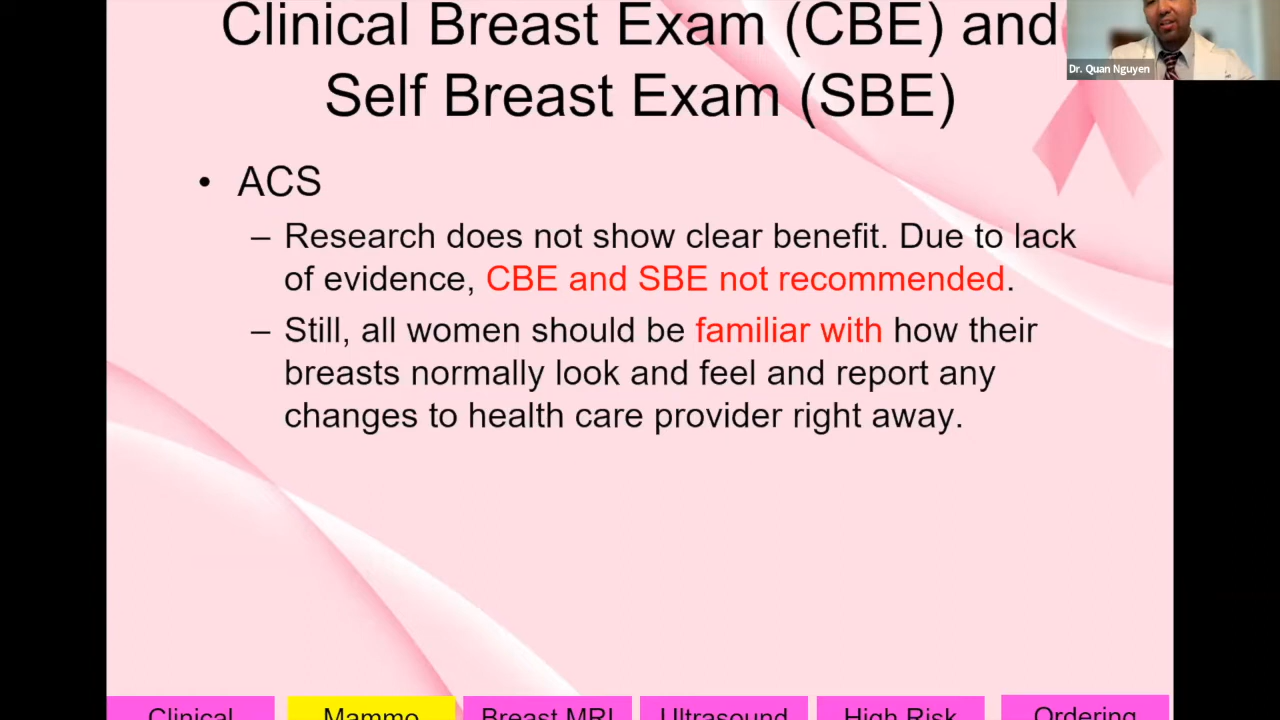 Clinical Breast Exam (CBE) and
Self Breast Exam (SBE)
Dr. Quan Nguyen
• ACS
– Research does not show clear benefit. Due to lack
of evidence, CBE and SBE not recommended.
– Still, all women should be familiar with how their
breasts normally look and feel and report any
changes to health care provider right away.
Clinical Mammo Breast MRI Ultrasound High Risk Ordering